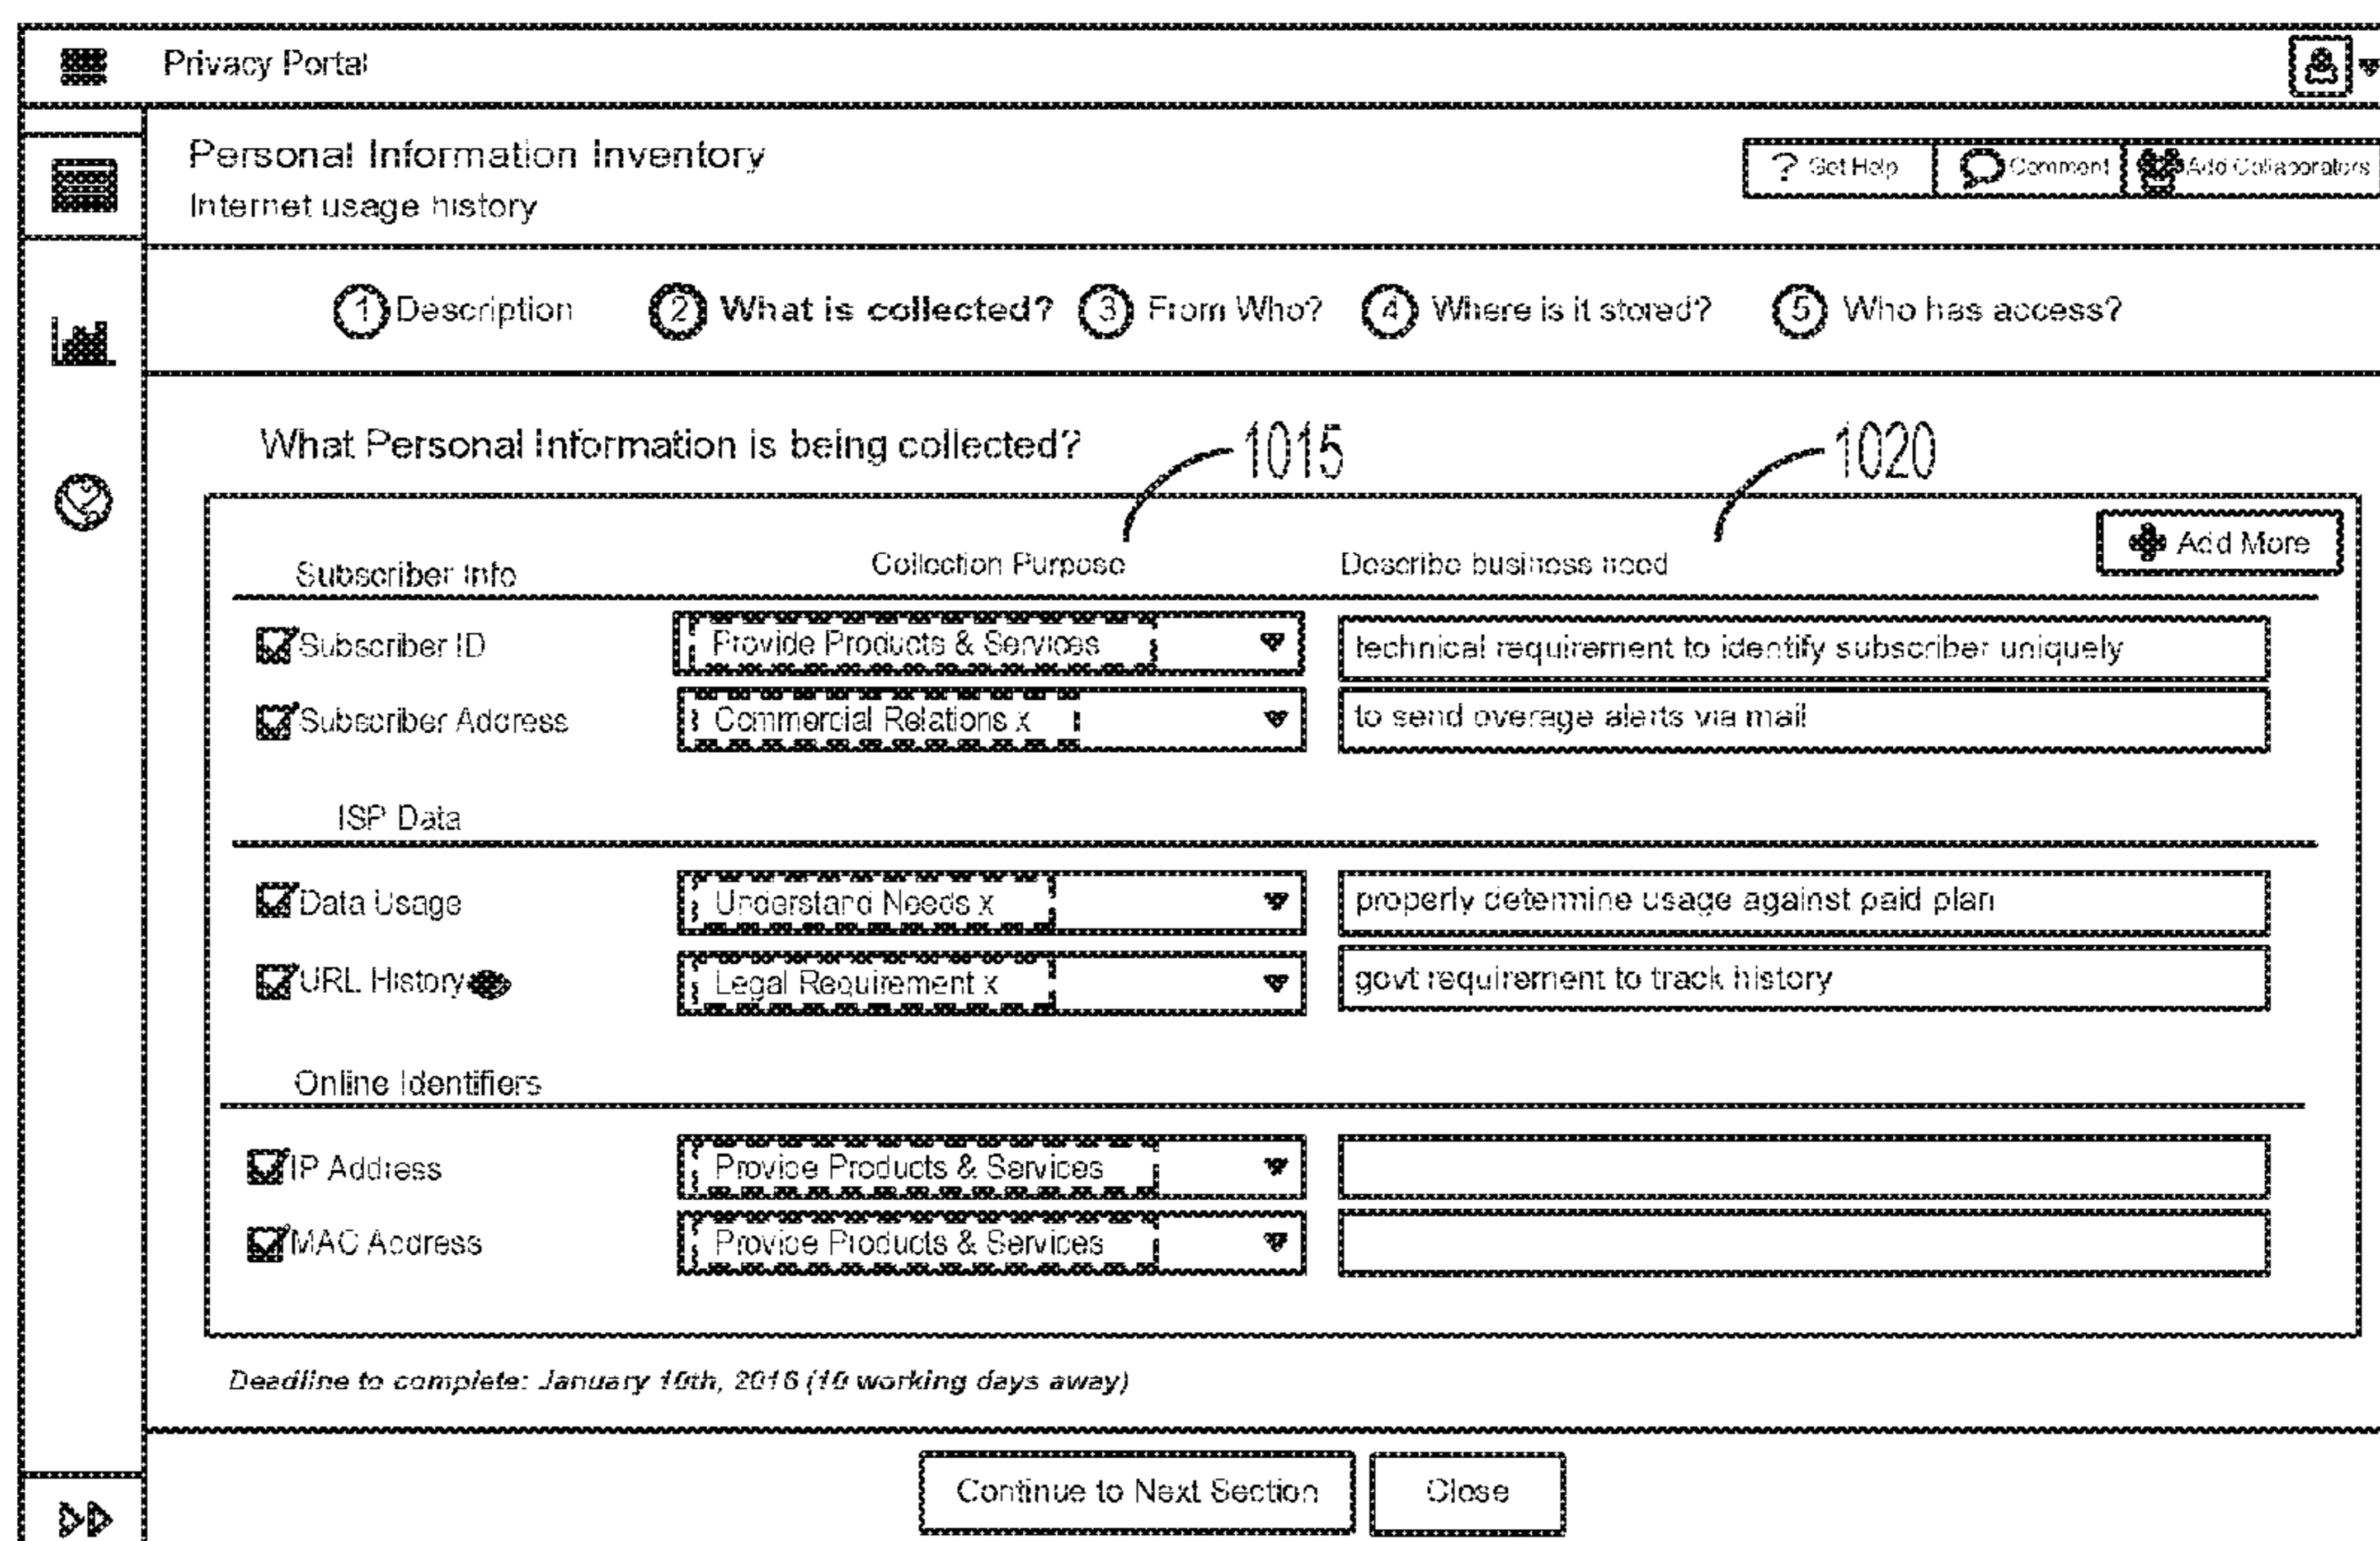 Privacy Portal
Personal Information Inventory
? Get Help Comment Add Collaborators
Internet usage history
1 Description 2 What is collected? 3 From Who? 4 Where is it stored? 5 Who has access?
What Personal Information is being collected? 1015 1020
Add More
Subscriber Info Collection Purpose Describe business need
Subscriber ID Provide Products & Services technical requirement to identify subscriber uniquely
Subscriber Address Commercial Relations x to send overage alerts via mail
ISP Data
Data Usage Understand Needs x properly determine usage against paid plan
URL History Legal Requirement x govt requirement to track history
Online Identifiers
IP Address Provide Products & Services
MAC Address Provide Products & Services
Deadline to complete: January 10th, 2016 (10 working days away)
Continue to Next Section Close